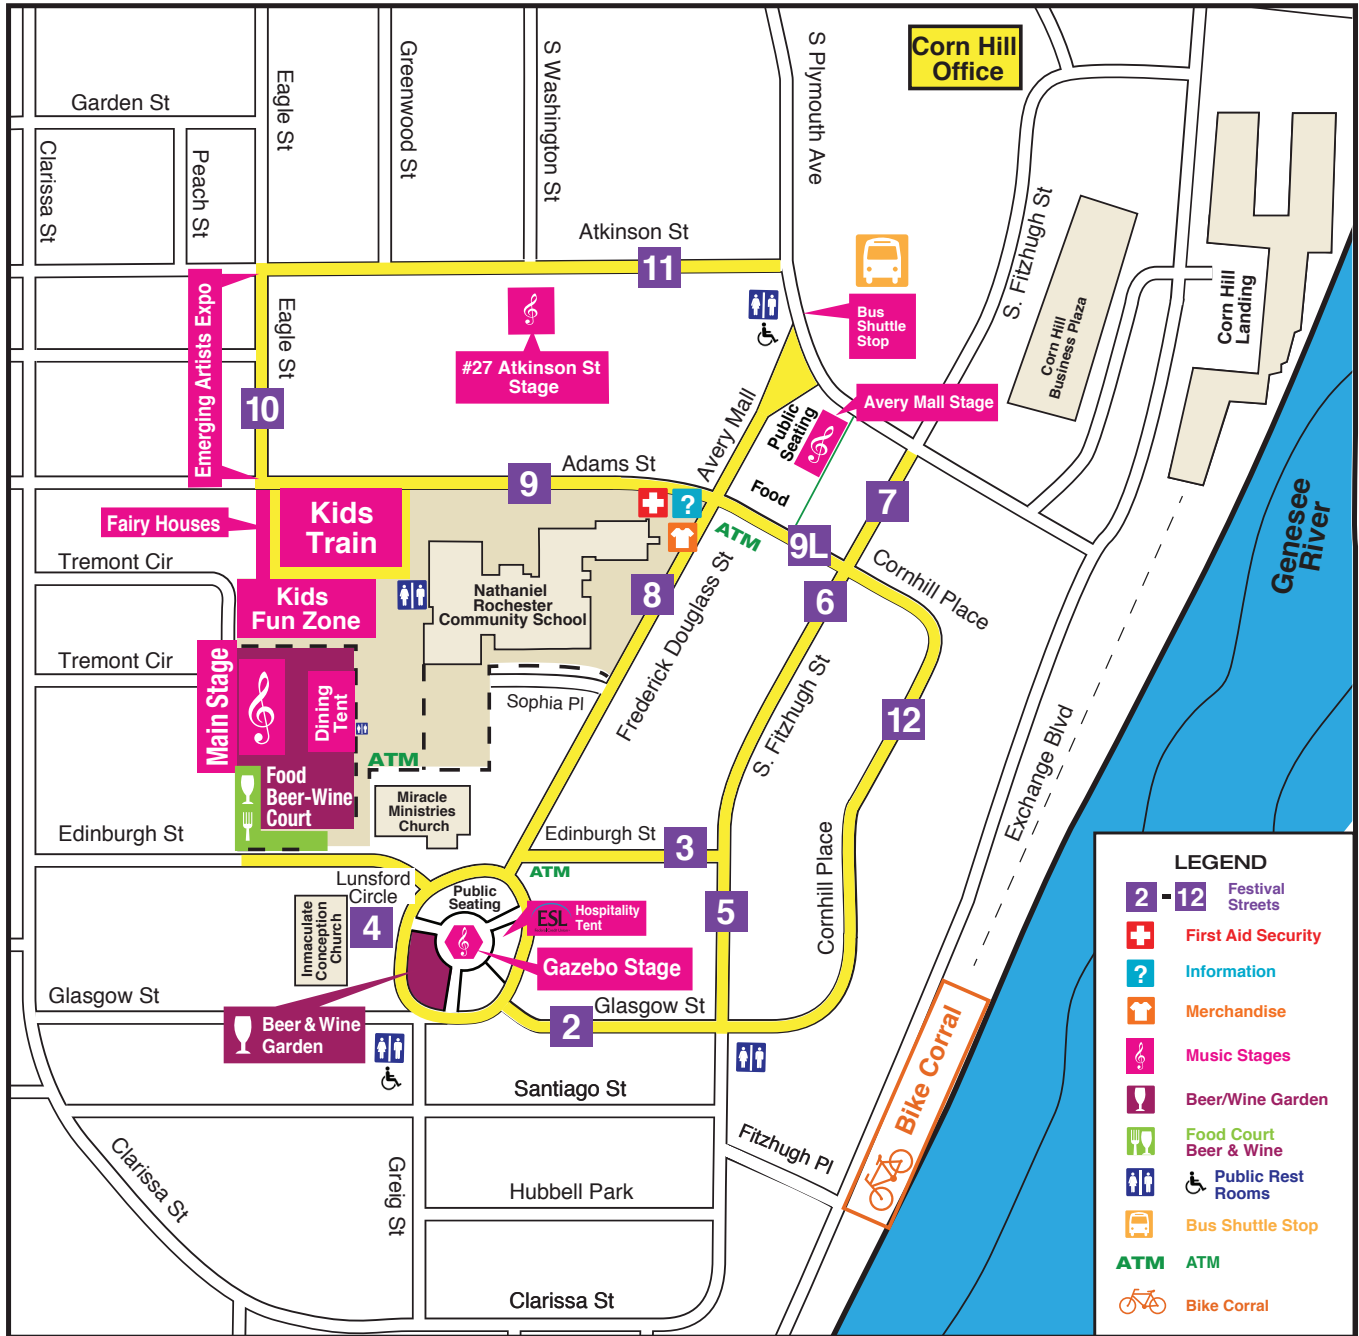 Corn Hill
Office
Garden St
Clarissa St
Peach St
Eagle St
Greenwood St
S Washington St
S Plymouth Ave
Atkinson St
11
S. Fitzhugh St
Corn Hill
Business Plaza
Corn Hill
Landing
Genesee
River
Emerging Artists Expo
Eagle St
10
#27 Atkinson St
Stage
Bus
Shuttle
Stop
Avery Mall Stage
Avery Mall
Public
Seating
Food
Adams St
9
7
?
ATM
9L
Cornhill Place
Fairy Houses
Kids
Train
Tremont Cir
Kids
Fun Zone
Nathaniel
Rochester
Community School
8
6
Frederick Douglass St
S. Fitzhugh St
Tremont Cir
Main Stage
Dining
Tent
Sophia Pl
12
ATM
Exchange Blvd
Food
Beer-Wine
Court
Miracle
Ministries
Church
Edinburgh St
Edinburgh St
3
Cornhill Place
ATM
Lunsford
Circle
Public
Seating
4
Inmaculate
Conception
Church
ESL
Hospitality
Tent
5
Gazebo Stage
Glasgow St
Glasgow St
2
Beer & Wine
Garden
Santiago St
Bike Corral
Fitzhugh Pl
Clarissa St
Greig St
Hubbell Park
Clarissa St
LEGEND
2 - 12 Festival
Streets
First Aid Security
? Information
Merchandise
Music Stages
Beer/Wine Garden
Food Court
Beer & Wine
Public Rest
Rooms
Bus Shuttle Stop
ATM ATM
Bike Corral